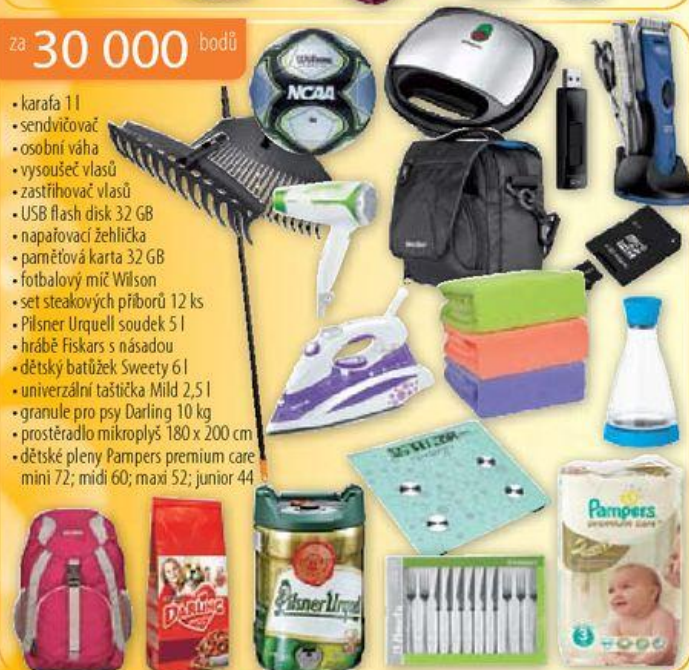 za 30 000 bodů
• karafa 1 l
• sendvičovač
• osobní váha
• vysoušeč vlasů
• zastřihovač vlasů
• USB flash disk 32 GB
• napařovací žehlička
• paměťová karta 32 GB
• fotbalový míč Wilson
• set steakových příborů 12 ks
• Pilsner Urquell soudek 5 l
• hrábě Fiskars s násadou
• dětský batůžek Sweety 6 l
• univerzální taštička Mild 2,5 l
• granule pro psy Darling 10 kg
• prostěradlo mikroplyš 180 x 200 cm
• dětské pleny Pampers premium care
mini 72; midi 60; maxi 52; junior 44
Wilson
NCAA
Pampers
premium care
3
DARLING
Pilsner Urquell